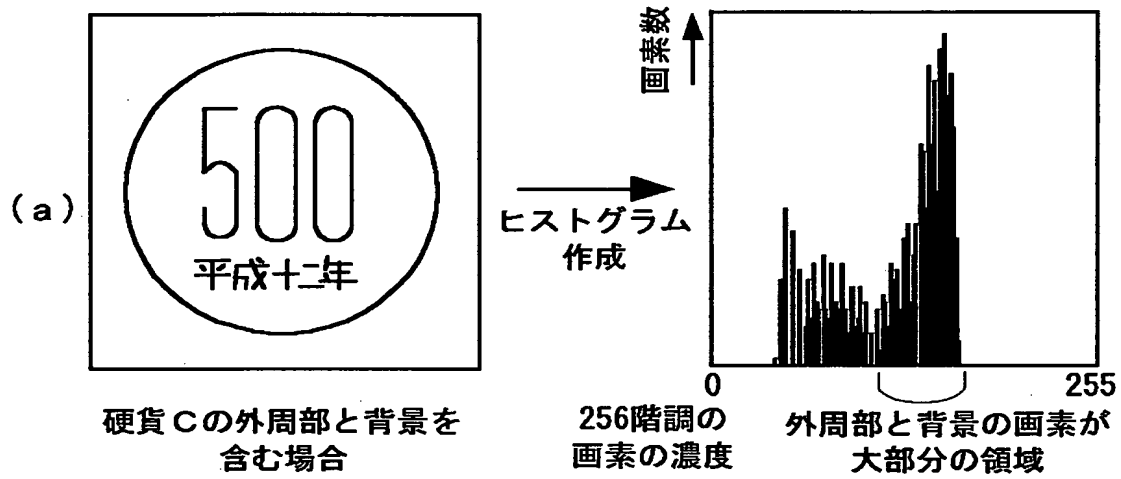 (a)
500
平成十二年
硬貨Cの外周部と背景を
含む場合
ヒストグラム
作成
画素数
0
255
256階調の
画素の濃度
外周部と背景の画素が
大部分の領域